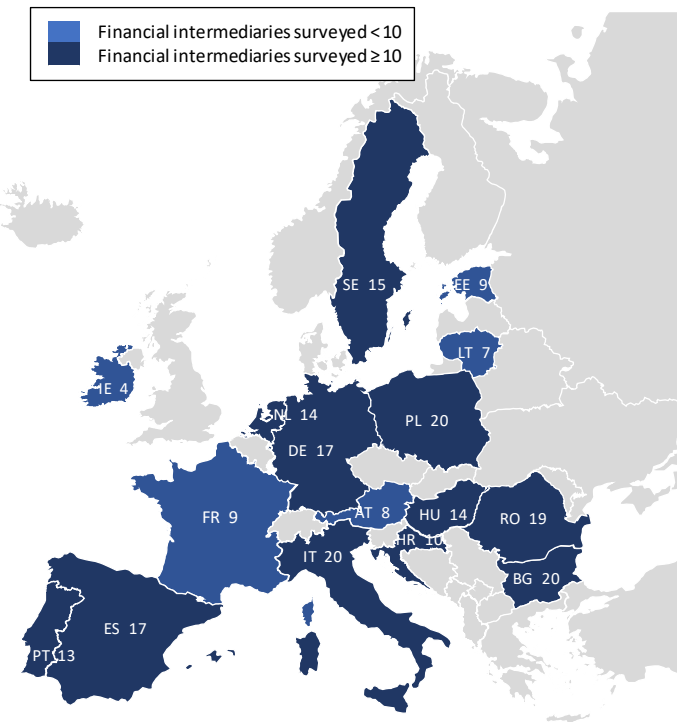 Financial intermediaries surveyed <10
Financial intermediaries surveyed ≥10
SE 15
EE 9
LT 7
IE 4
NL 14
PL 20
DE 17
AT 8
HU 14
FR 9
RO 19
HR 10
IT 20
BG 20
ES 17
PT 13